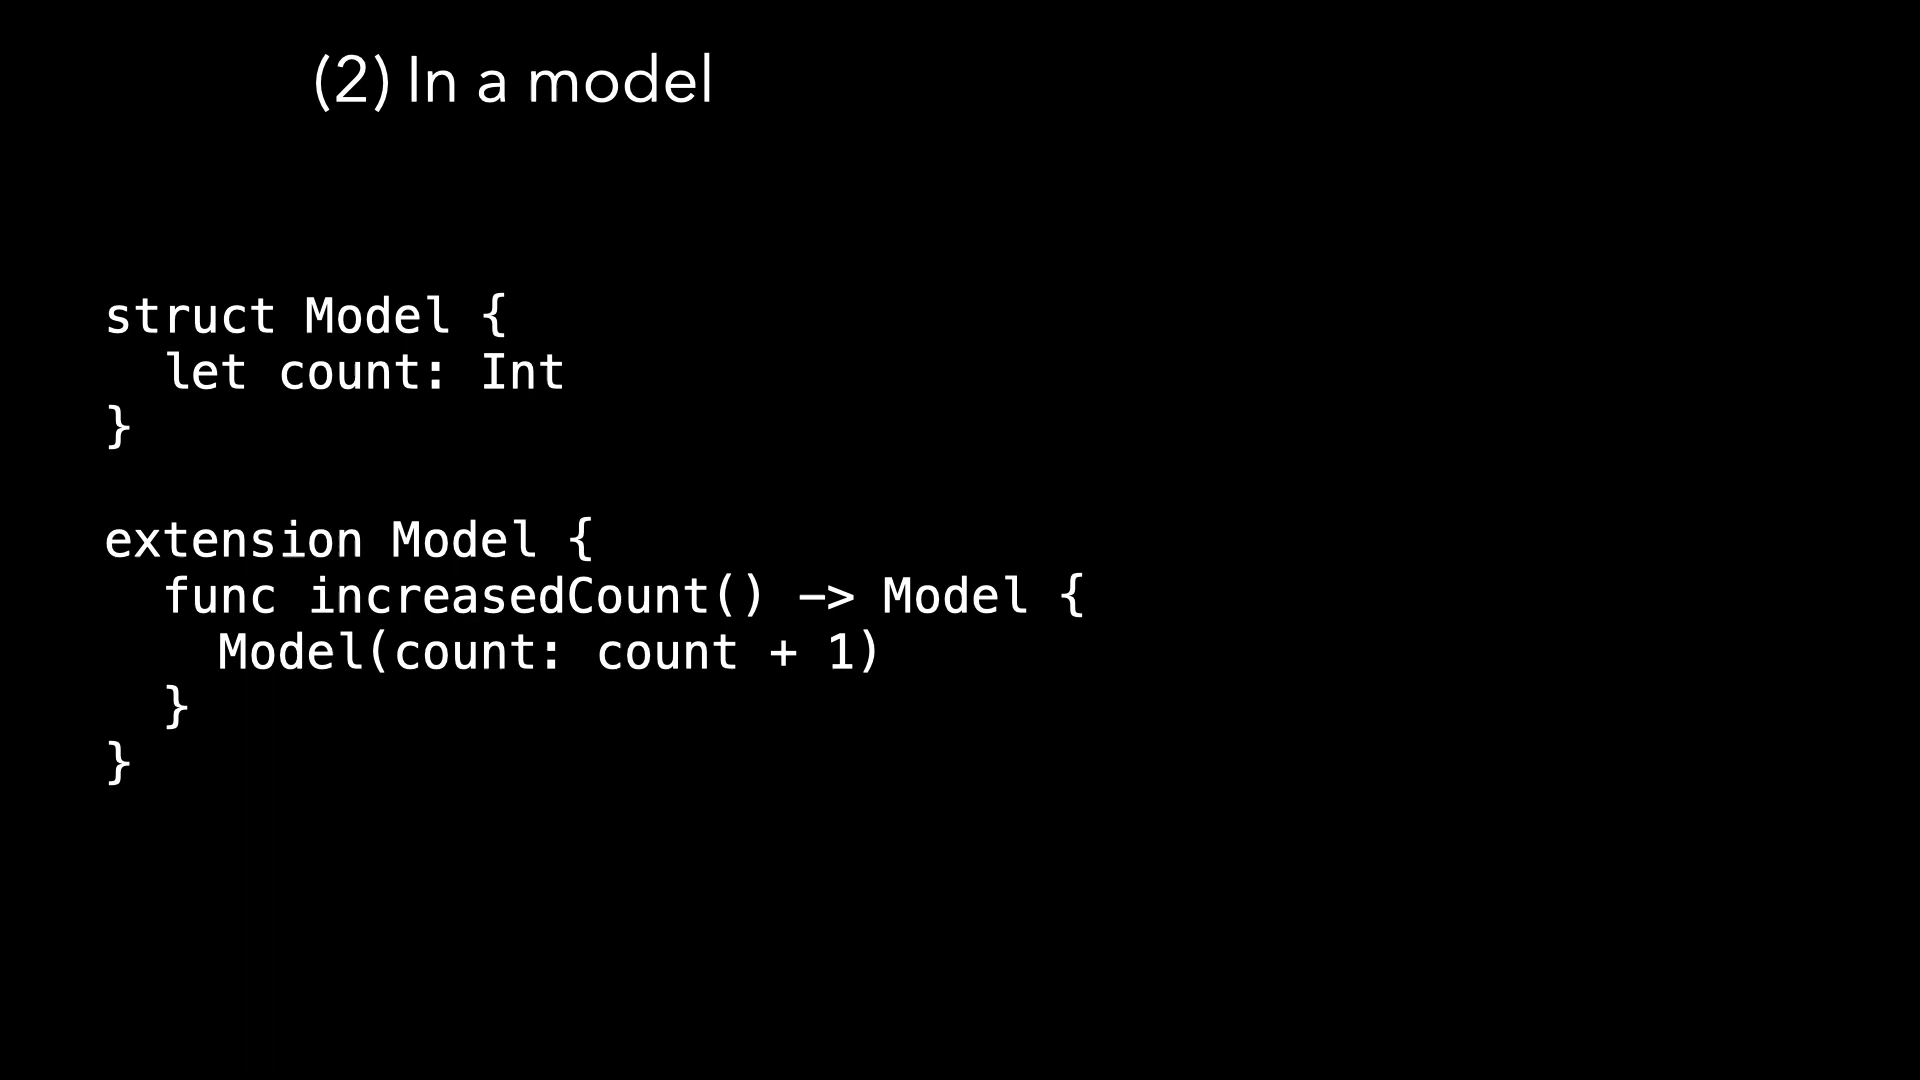 (2) In a model
struct Model {
  let count: Int
}
extension Model {
  func increasedCount() -> Model {
    Model(count: count + 1)
  }
}